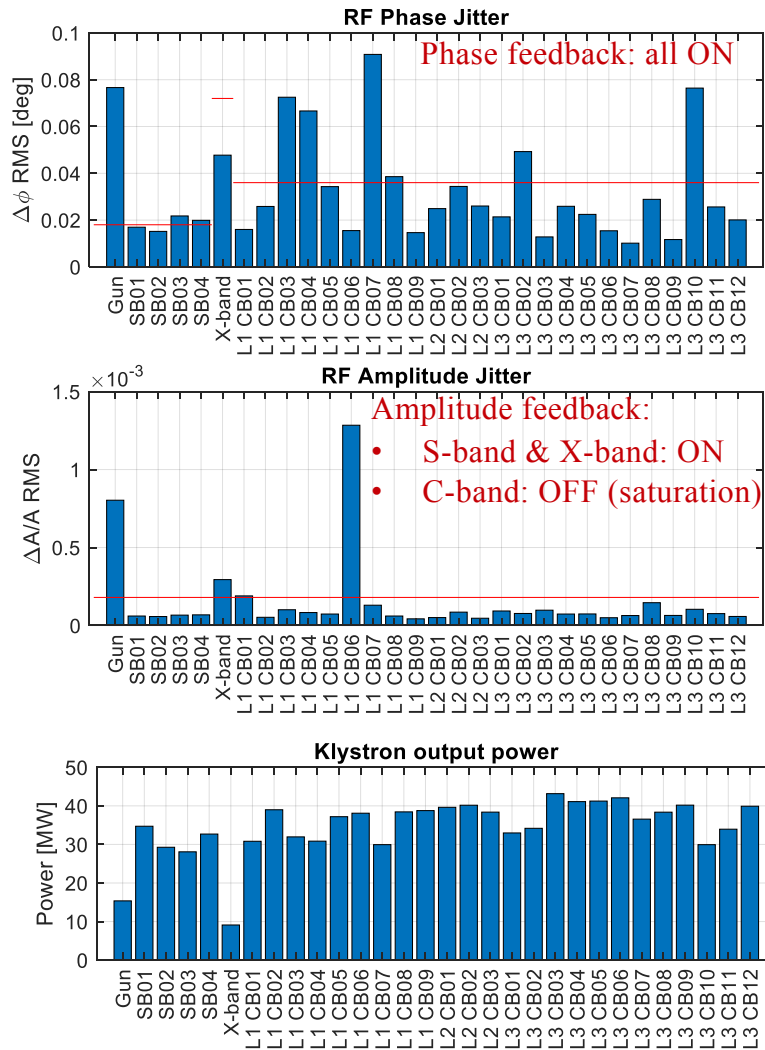 RF Phase Jitter
Phase feedback: all ON
Δϕ RMS [deg]
0.1
0.08
0.06
0.04
0.02
0
Gun
SB01
SB02
SB03
SB04
X-band
L1 CB01
L1 CB02
L1 CB03
L1 CB04
L1 CB05
L1 CB06
L1 CB07
L1 CB08
L1 CB09
L2 CB01
L2 CB02
L2 CB03
L3 CB01
L3 CB02
L3 CB03
L3 CB04
L3 CB05
L3 CB06
L3 CB07
L3 CB08
L3 CB09
L3 CB10
L3 CB11
L3 CB12
RF Amplitude Jitter
×10-3
Amplitude feedback:
• S-band & X-band: ON
• C-band: OFF (saturation)
ΔA/A RMS
1.5
1
0.5
0
Gun
SB01
SB02
SB03
SB04
X-band
L1 CB01
L1 CB02
L1 CB03
L1 CB04
L1 CB05
L1 CB06
L1 CB07
L1 CB08
L1 CB09
L2 CB01
L2 CB02
L2 CB03
L3 CB01
L3 CB02
L3 CB03
L3 CB04
L3 CB05
L3 CB06
L3 CB07
L3 CB08
L3 CB09
L3 CB10
L3 CB11
L3 CB12
Klystron output power
Power [MW]
50
40
30
20
10
0
Gun
SB01
SB02
SB03
SB04
X-band
L1 CB01
L1 CB02
L1 CB03
L1 CB04
L1 CB05
L1 CB06
L1 CB07
L1 CB08
L1 CB09
L2 CB01
L2 CB02
L2 CB03
L3 CB01
L3 CB02
L3 CB03
L3 CB04
L3 CB05
L3 CB06
L3 CB07
L3 CB08
L3 CB09
L3 CB10
L3 CB11
L3 CB12